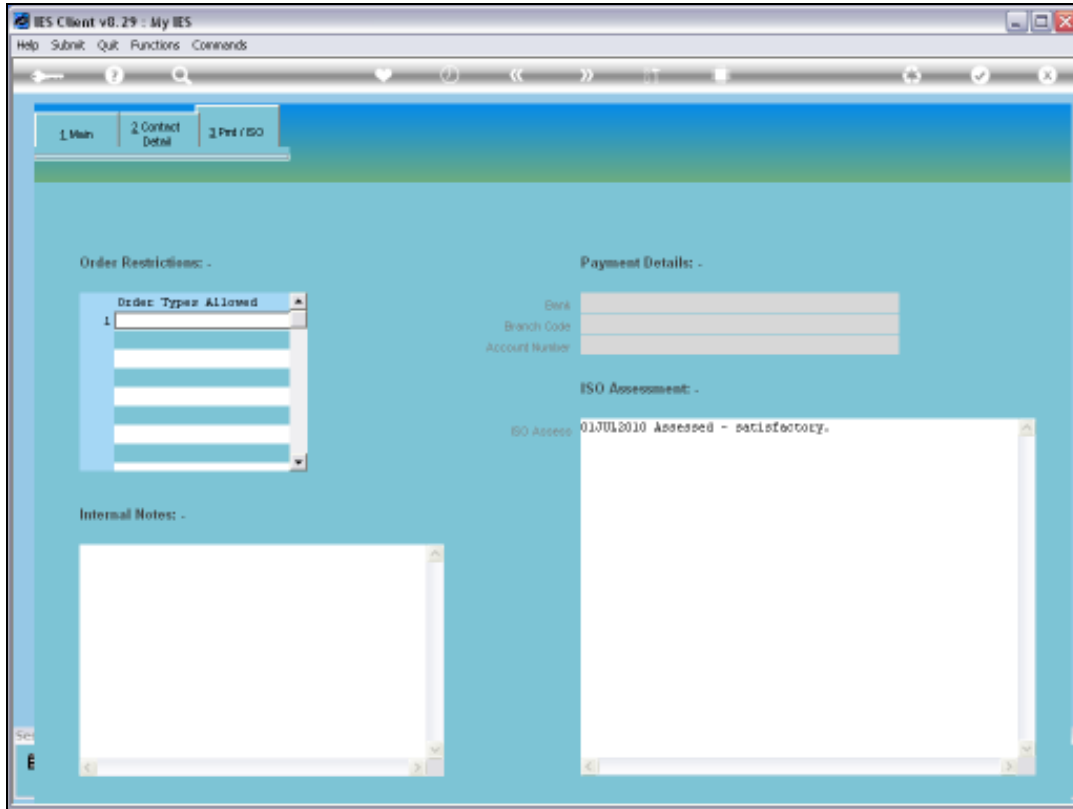 IES Client v8.29 : My IES
Help Submit Quit Functions Commands
1 Main
2 Contact
Detail
3 Pmt / ISO
Order Restrictions: -
Payment Details: -
Order Types Allowed
1
Bank
Branch Code
Account Number
ISO Assessment: -
ISO Assess
01JUL2010 Assessed - satisfactory.
Internal Notes: -